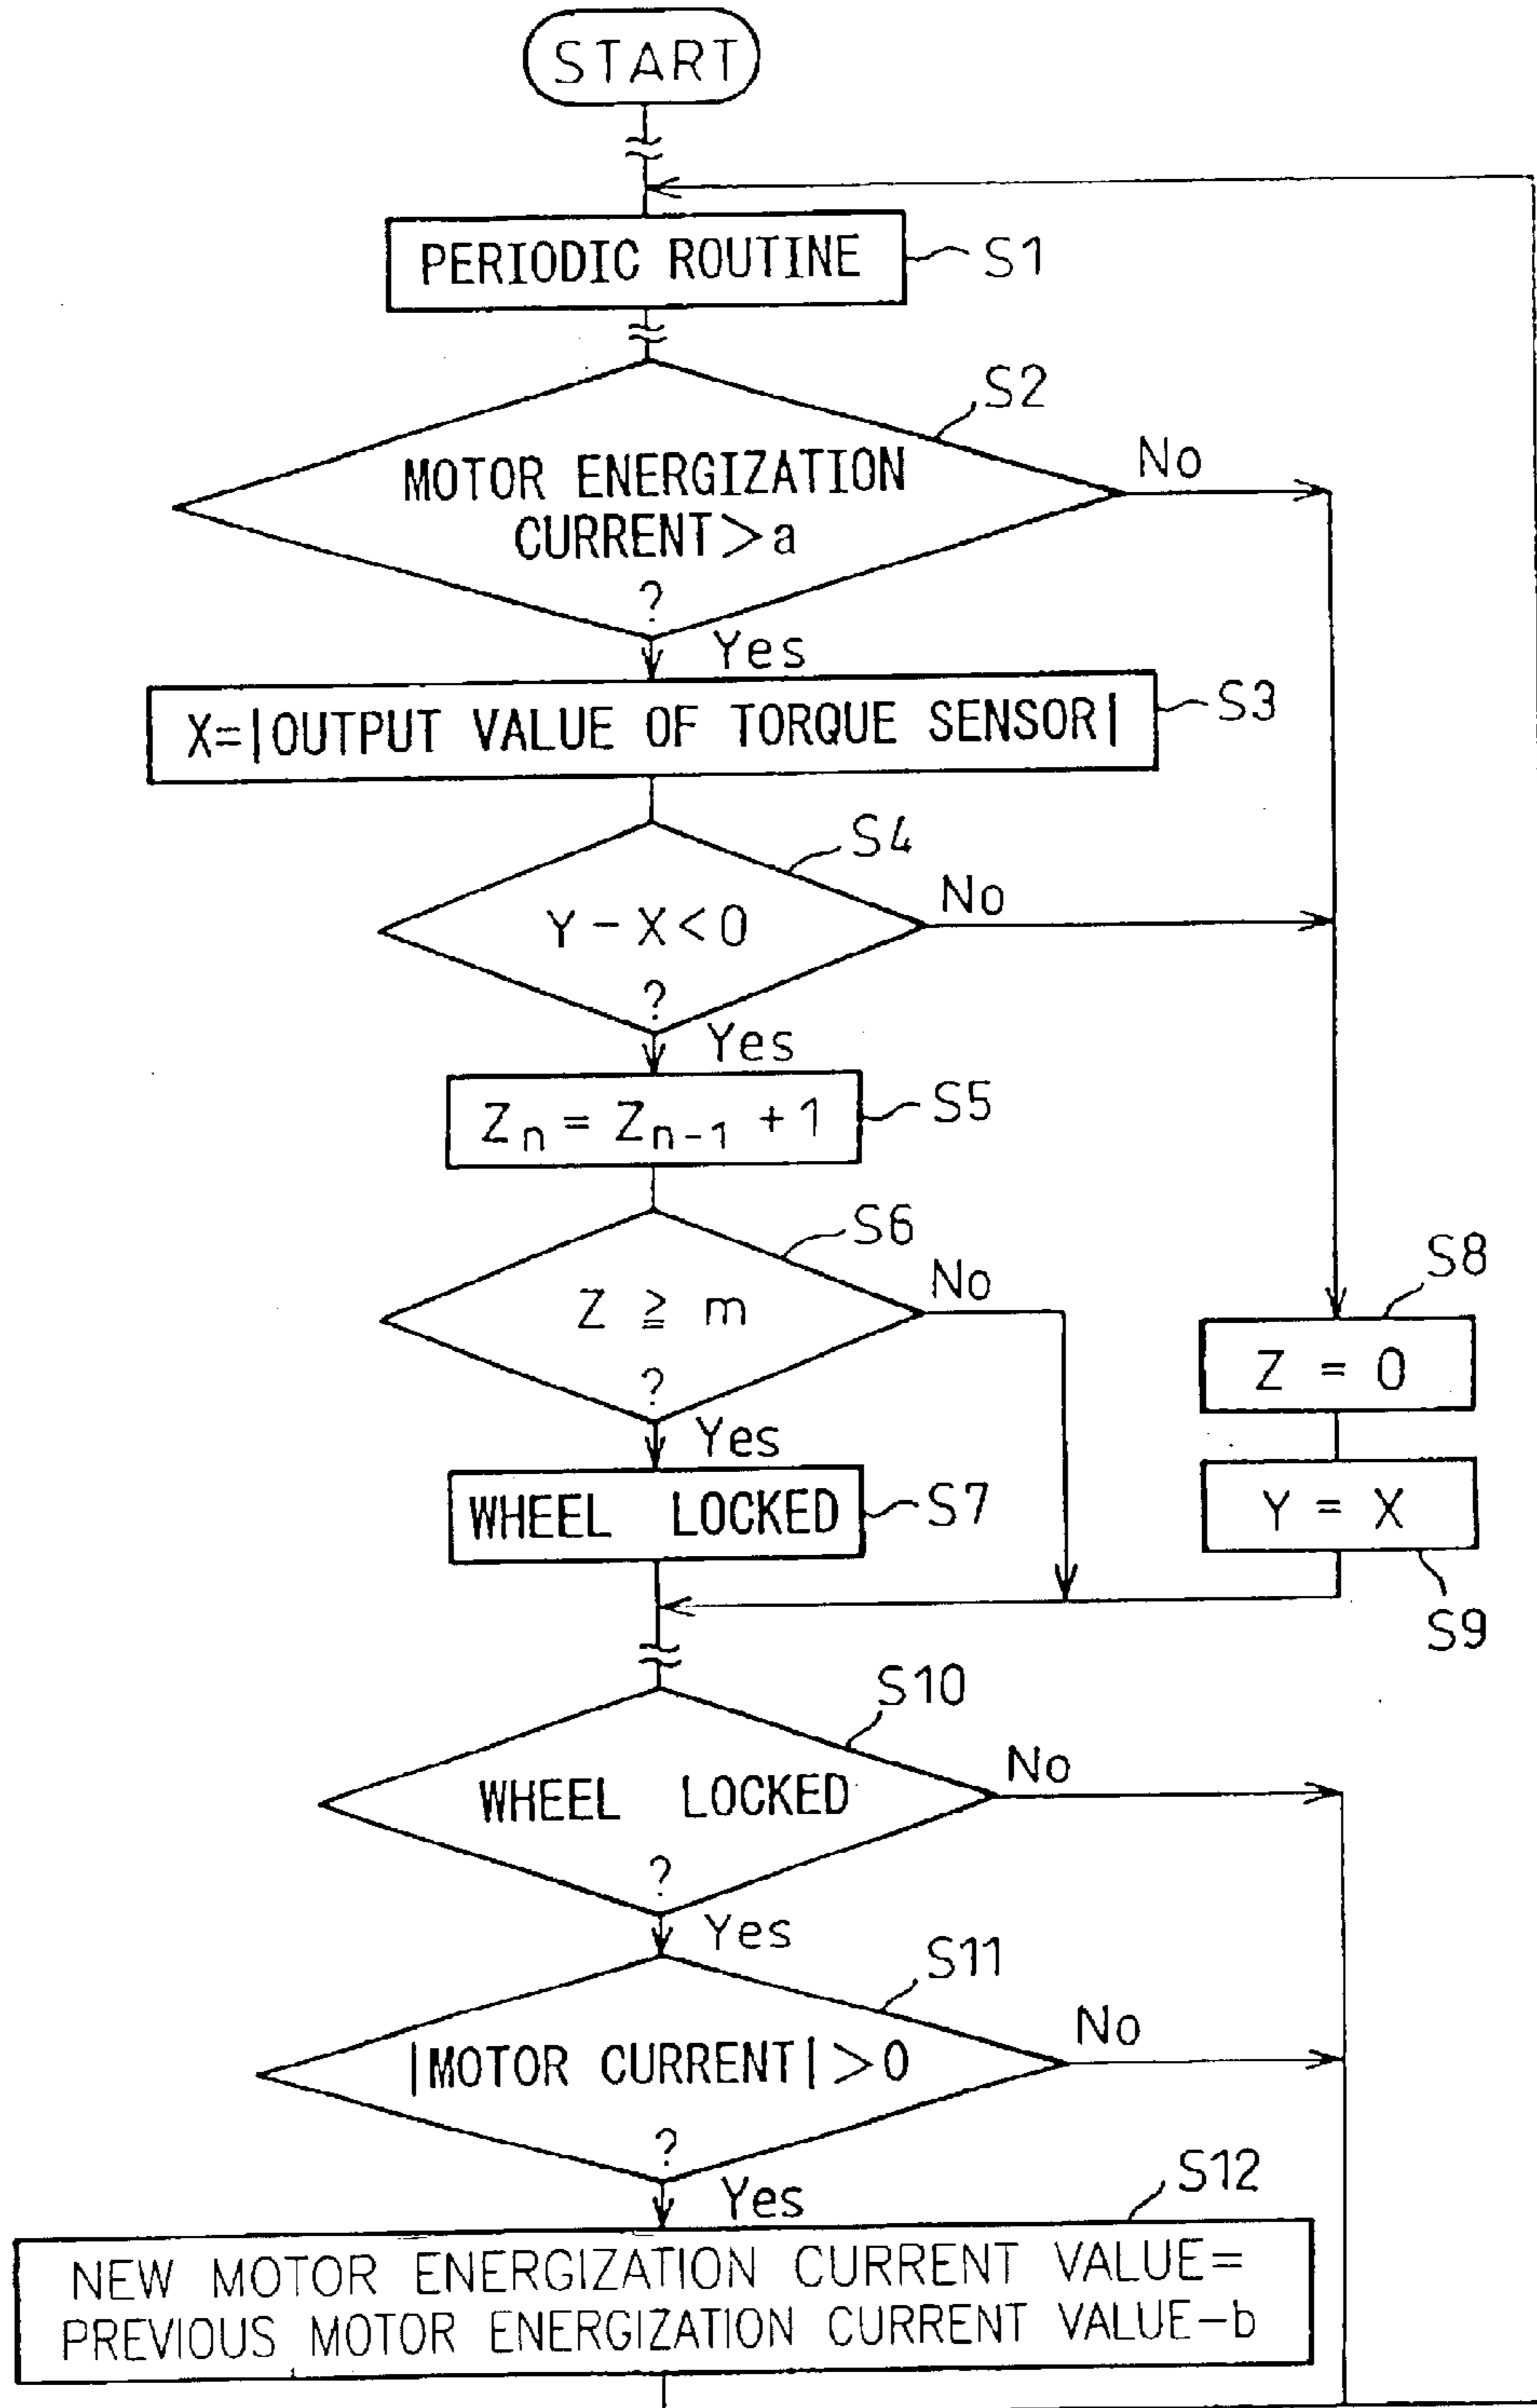 START
PERIODIC ROUTINE
S1
S2
MOTOR ENERGIZATION
CURRENT>a
?
No
Yes
X=|OUTPUT VALUE OF TORQUE SENSOR|
S3
S4
Y-X<0
?
No
Yes
Zn = Zn-1 +1
S5
S6
Z ≧ m
?
No
Yes
S8
Z = 0
WHEEL LOCKED
S7
Y = X
S9
S10
WHEEL LOCKED
?
No
Yes
S11
|MOTOR CURRENT|>0
?
No
Yes
S12
NEW MOTOR ENERGIZATION CURRENT VALUE=
PREVIOUS MOTOR ENERGIZATION CURRENT VALUE-b